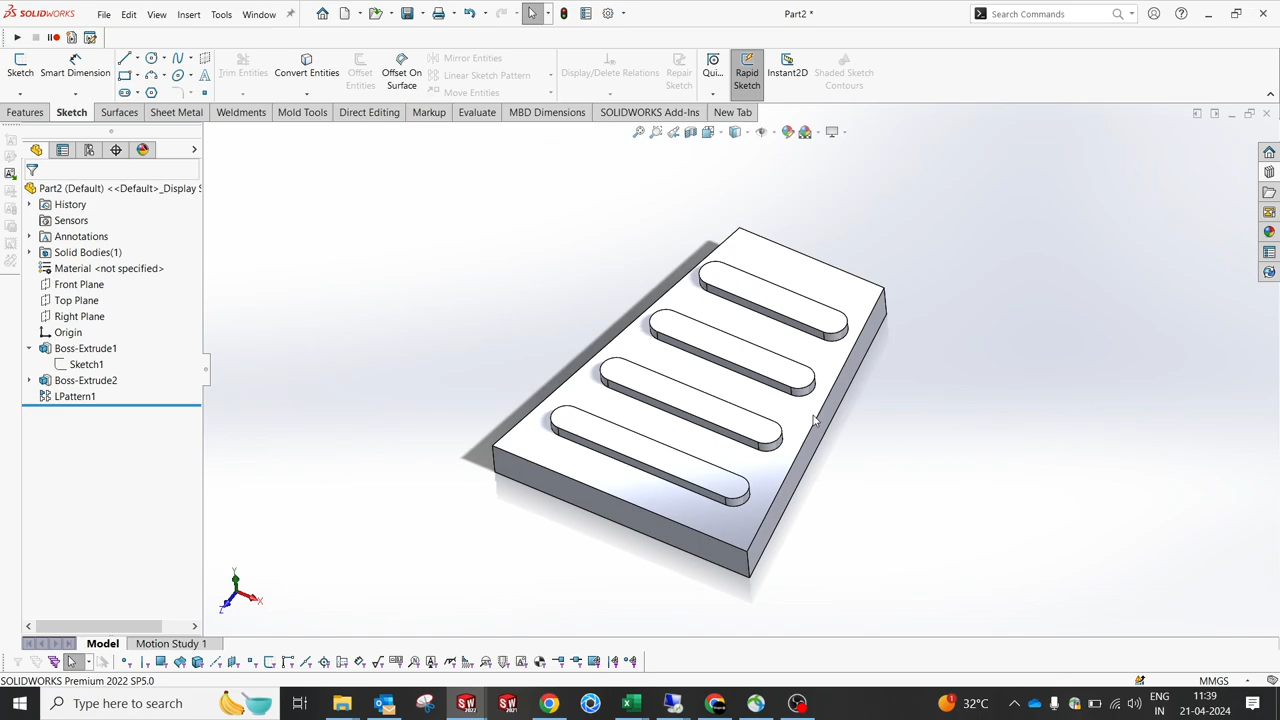 SOLIDWORKS File Edit View Insert Tools Window Part2 * Search Commands
Sketch Smart Dimension Trim Entities Convert Entities Offset Entities Offset On Surface Mirror Entities Linear Sketch Pattern Move Entities Display/Delete Relations Repair Sketch Qui... Rapid Sketch Instant2D Shaded Sketch Contours
Features Sketch Surfaces Sheet Metal Weldments Mold Tools Direct Editing Markup Evaluate MBD Dimensions SOLIDWORKS Add-Ins New Tab
Part2 (Default) <<Default>_Display S
History
Sensors
Annotations
Solid Bodies(1)
Material <not specified>
Front Plane
Top Plane
Right Plane
Origin
Boss-Extrude1
Sketch1
Boss-Extrude2
LPattern1
Y
X
Z
Model Motion Study 1
SOLIDWORKS Premium 2022 SP5.0 MMGS
Type here to search 32°C ENG 11:39
IN 21-04-2024